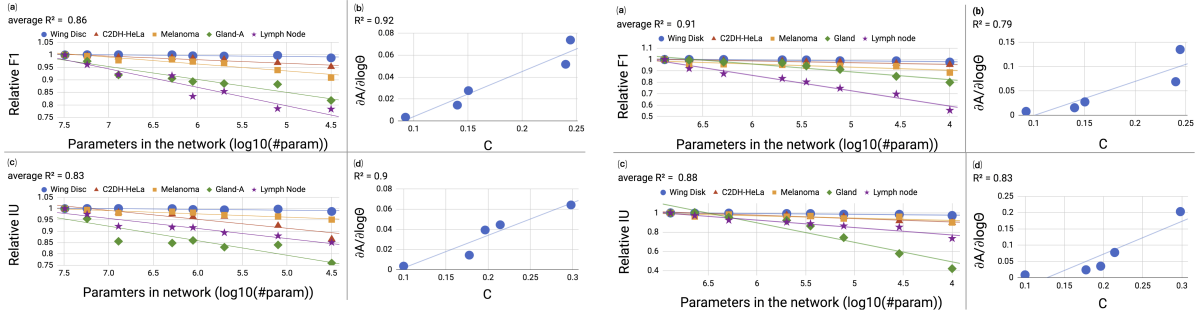 (a)
average R² = 0.86
Wing Disc C2DH-HeLa Melanoma Gland-A Lymph Node
Relative F1
1.05
1
0.95
0.9
0.85
0.8
0.75
7.5 7 6.5 6 5.5 5 4.5
Parameters in the network (log10(#param))
(b)
R² = 0.92
∂A/∂logΘ
0.08
0.06
0.04
0.02
0
0.1 0.15 0.2 0.25
C
(a)
average R² = 0.91
Wing Disk C2DH-HeLa Melanoma Gland Lymph Node
Relative F1
1.1
1
0.9
0.8
0.7
0.6
0.5
6.5 6 5.5 5 4.5 4
Parameters in the network (log10(#param))
(b)
R² = 0.79
∂A/∂logΘ
0.15
0.1
0.05
0
0.1 0.15 0.2 0.25
C
(c)
average R² = 0.83
Wing Disc C2DH-HeLa Melanoma Gland-A Lymph Node
Relative IU
1.05
1
0.95
0.9
0.85
0.8
0.75
7.5 7 6.5 6 5.5 5 4.5
Paramters in network (log10(#param))
(d)
R² = 0.9
∂A/∂logΘ
0.08
0.06
0.04
0.02
0
0.1 0.15 0.2 0.25 0.3
C
(c)
average R² = 0.88
Wing Disk C2DH-HeLa Melanoma Gland Lymph node
Relative IU
1
0.8
0.6
0.4
6.5 6 5.5 5 4.5 4
Parameters in the network (log10(#param))
(d)
R² = 0.83
∂A/∂logΘ
0.25
0.2
0.15
0.1
0.05
0
0.1 0.15 0.2 0.25 0.3
C